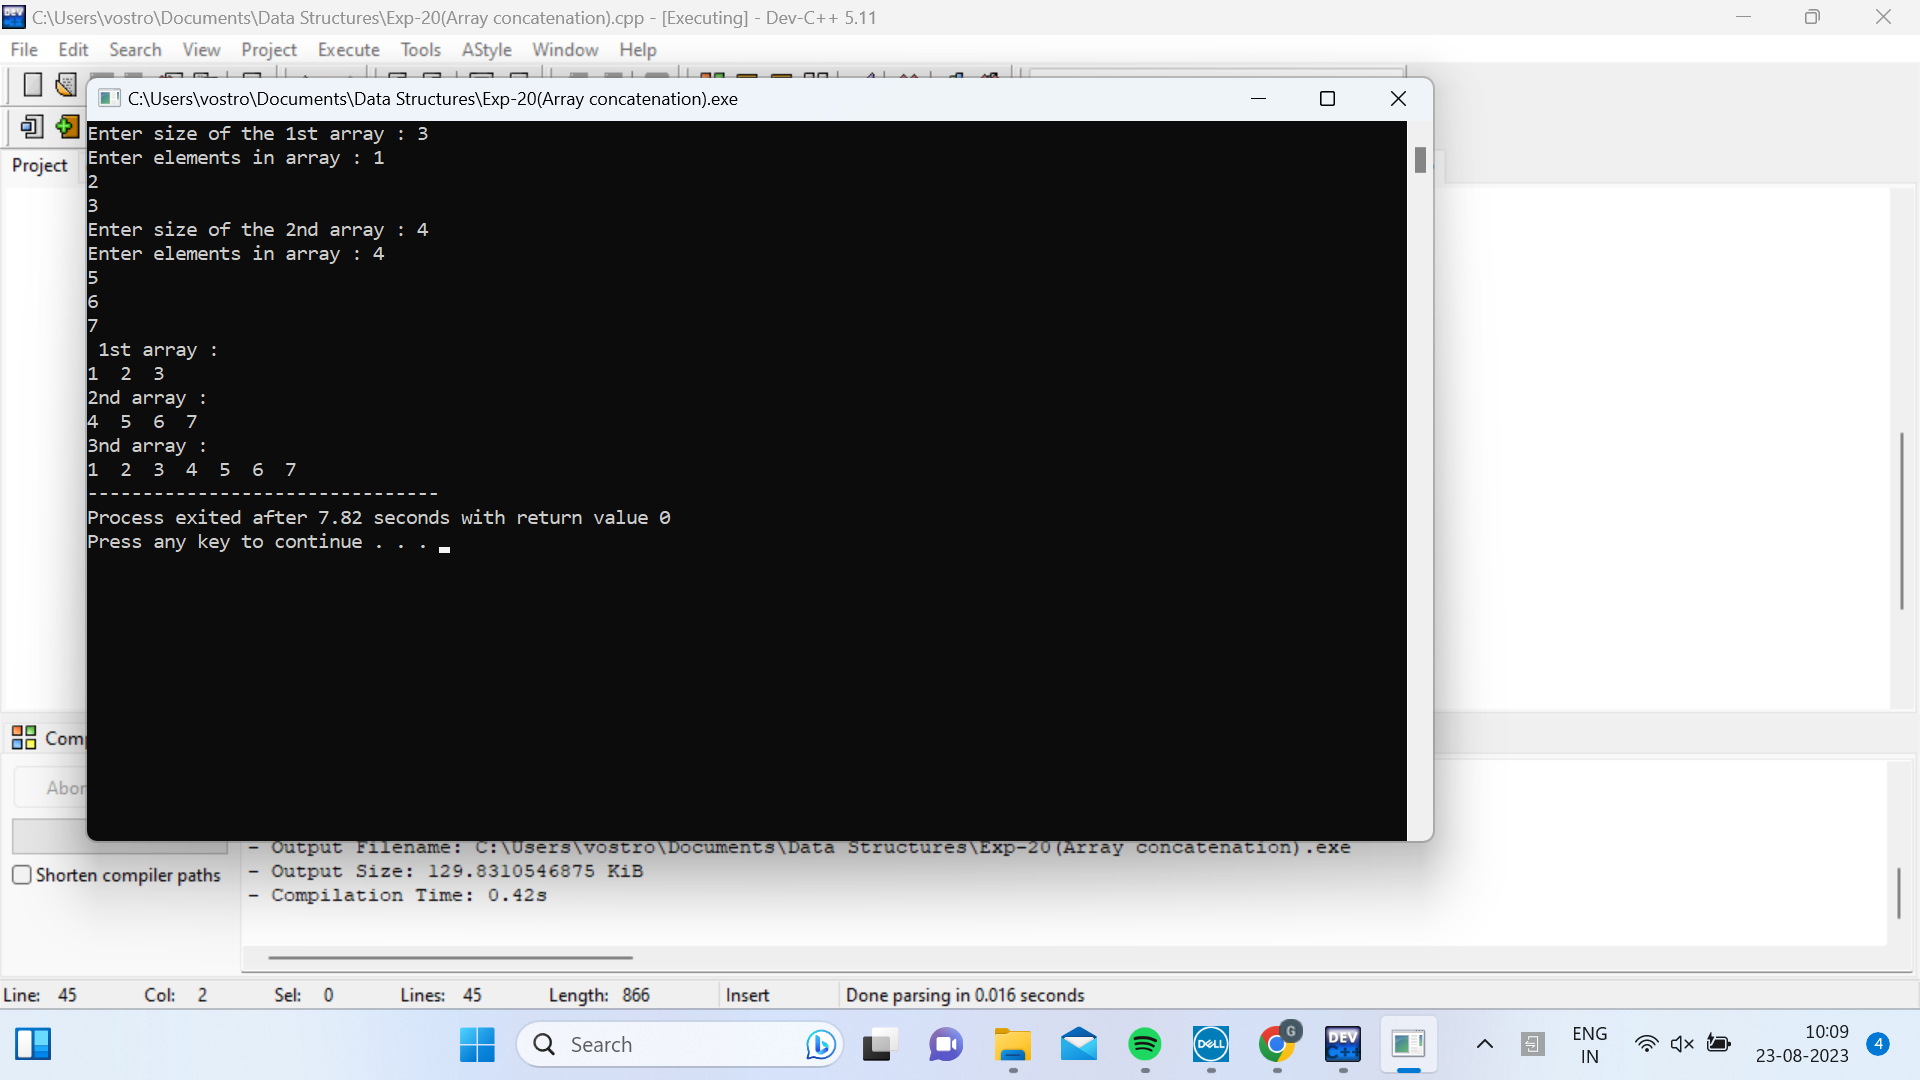 C:\Users\vostro\Documents\Data Structures\Exp-20(Array concatenation).cpp - [Executing] - Dev-C++ 5.11
File Edit Search View Project Execute Tools AStyle Window Help
C:\Users\vostro\Documents\Data Structures\Exp-20(Array concatenation).exe
Project
Enter size of the 1st array : 3
Enter elements in array : 1
2
3
Enter size of the 2nd array : 4
Enter elements in array : 4
5
6
7
1st array :
1 2 3
2nd array :
4 5 6 7
3nd array :
1 2 3 4 5 6 7
--------------------------------
Process exited after 7.82 seconds with return value 0
Press any key to continue . . .
- Output Filename: C:\Users\vostro\Documents\Data Structures\Exp-20(Array concatenation).exe
Shorten compiler paths
- Output Size: 129.8310546875 KiB
- Compilation Time: 0.42s
Line: 45 Col: 2 Sel: 0 Lines: 45 Length: 866 Insert Done parsing in 0.016 seconds
Search
DELL
G
DEV C++
ENG
IN
10:09
23-08-2023
4